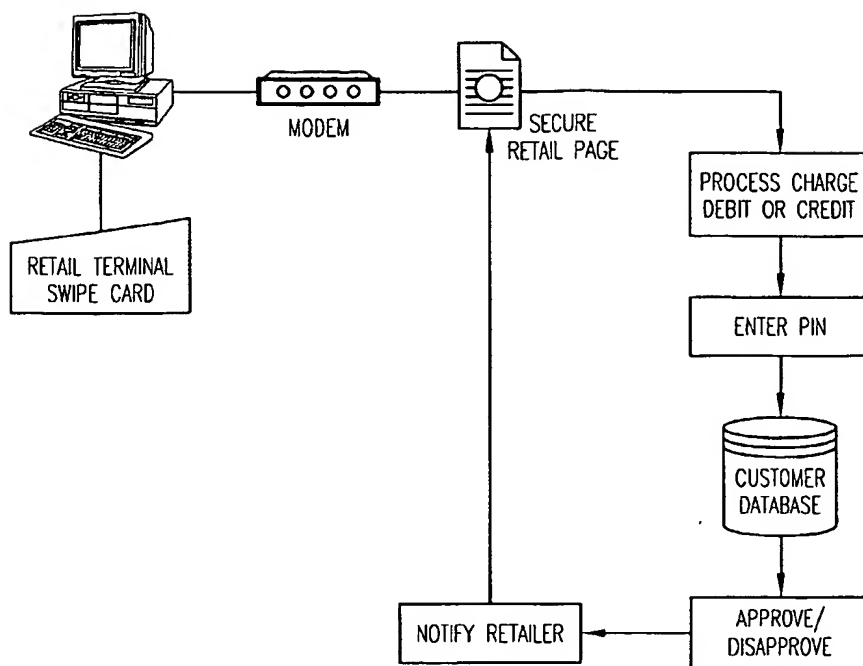 MODEM
SECURE
RETAIL PAGE
PROCESS CHARGE
DEBIT OR CREDIT
RETAIL TERMINAL
SWIPE CARD
ENTER PIN
CUSTOMER
DATABASE
NOTIFY RETAILER
APPROVE/
DISAPPROVE